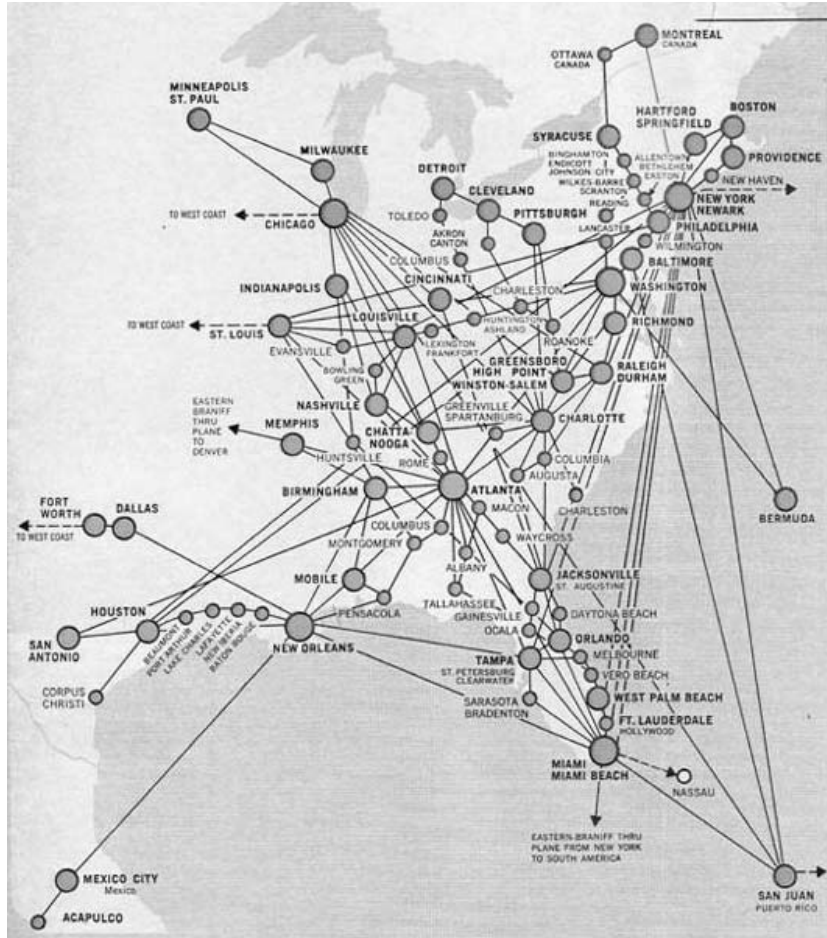 MONTREAL
CANADA
OTTAWA
CANADA
MINNEAPOLIS
ST. PAUL
HARTFORD
SPRINGFIELD
BOSTON
SYRACUSE
MILWAUKEE
BINGHAMTON
ENDICOTT
JOHNSON CITY
WILKES-BARRE
SCRANTON
ALLENTOWN
BETHLEHEM
EASTON
PROVIDENCE
NEW HAVEN
DETROIT
CLEVELAND
PITTSBURGH
READING
NEW YORK
NEWARK
TO WEST COAST
CHICAGO
TOLEDO
AKRON
CANTON
LANCASTER
PHILADELPHIA
WILMINGTON
COLUMBUS
BALTIMORE
INDIANAPOLIS
CINCINNATI
CHARLESTON
WASHINGTON
TO WEST COAST
ST. LOUIS
LOUISVILLE
HUNTINGTON
ASHLAND
RICHMOND
EVANSVILLE
LEXINGTON
FRANKFORT
ROANOKE
BOWLING
GREEN
GREENSBORO
HIGH POINT
WINSTON-SALEM
RALEIGH
DURHAM
EASTERN
BRANIFF
THRU
PLANE
TO
DENVER
NASHVILLE
GREENVILLE
SPARTANBURG
MEMPHIS
CHATTA-
NOOGA
CHARLOTTE
HUNTSVILLE
ROME
COLUMBIA
AUGUSTA
BIRMINGHAM
ATLANTA
CHARLESTON
BERMUDA
FORT
WORTH
DALLAS
TO WEST COAST
MACON
COLUMBUS
MONTGOMERY
WAYCROSS
ALBANY
MOBILE
JACKSONVILLE
ST. AUGUSTINE
PENSACOLA
TALLAHASSEE
GAINESVILLE
DAYTONA BEACH
HOUSTON
BEAUMONT
PORT ARTHUR
LAKE CHARLES
LAFAYETTE
NEW IBERIA
BATON ROUGE
NEW ORLEANS
OCALA
ORLANDO
SAN
ANTONIO
TAMPA
ST. PETERSBURG
CLEARWATER
MELBOURNE
VERO BEACH
CORPUS
CHRISTI
SARASOTA
BRADENTON
WEST PALM BEACH
FT. LAUDERDALE
HOLLYWOOD
MIAMI
MIAMI BEACH
NASSAU
EASTERN-BRANIFF THRU
PLANE FROM NEW YORK
TO SOUTH AMERICA
MEXICO CITY
Mexico
SAN JUAN
PUERTO RICO
ACAPULCO